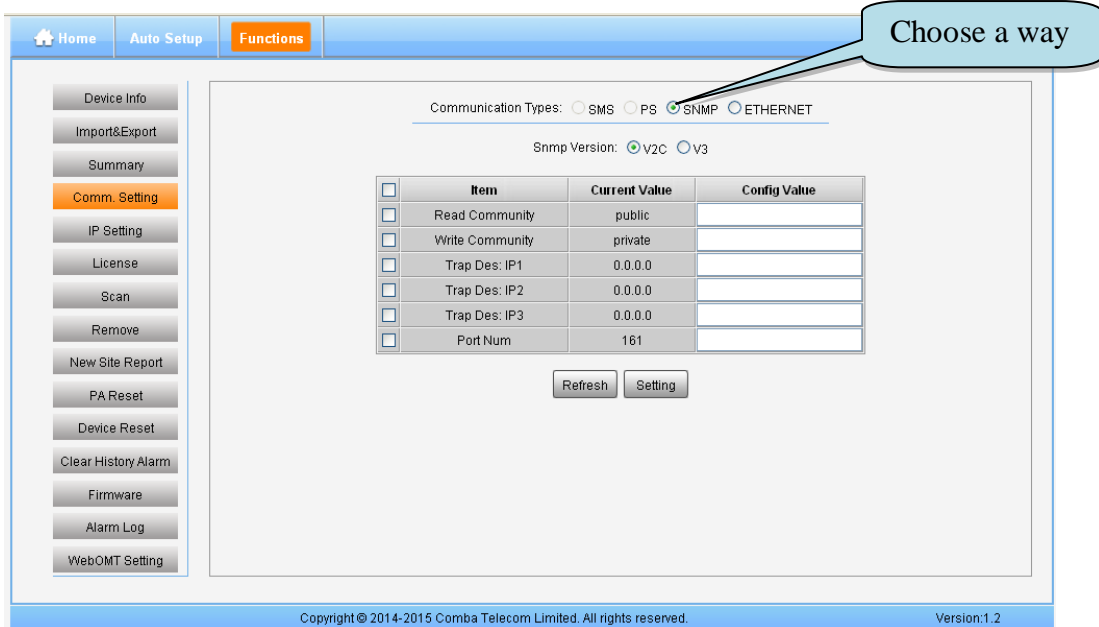 Choose a way
Home Auto Setup Functions
Device Info
Import&Export
Summary
Comm. Setting
IP Setting
License
Scan
Remove
New Site Report
PA Reset
Device Reset
Clear History Alarm
Firmware
Alarm Log
WebOMT Setting
Communication Types: SMS PS SNMP ETHERNET
Snmp Version: V2C V3
Item Current Value Config Value
Read Community public
Write Community private
Trap Des: IP1 0.0.0.0
Trap Des: IP2 0.0.0.0
Trap Des: IP3 0.0.0.0
Port Num 161
Refresh Setting
Copyright © 2014-2015 Comba Telecom Limited. All rights reserved. Version:1.2